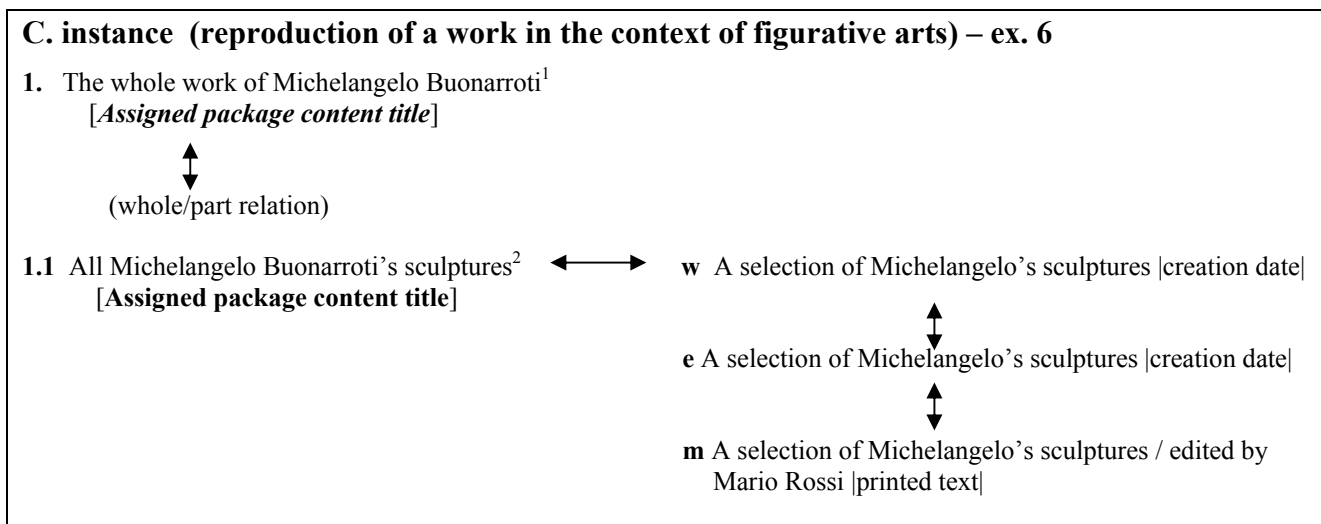 C. instance (reproduction of a work in the context of figurative arts) – ex. 6
1. The whole work of Michelangelo Buonarroti1
[Assigned package content title]
(whole/part relation)
1.1 All Michelangelo Buonarroti’s sculptures2
[Assigned package content title]
w A selection of Michelangelo’s sculptures |creation date|
e A selection of Michelangelo’s sculptures |creation date|
m A selection of Michelangelo’s sculptures / edited by
Mario Rossi |printed text|